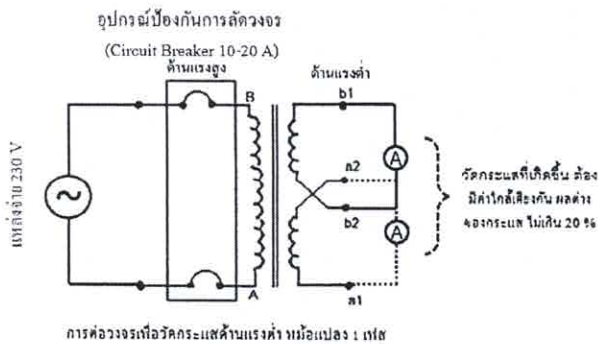 อุปกรณ์ป้องกันการลัดวงจร
(Circuit Breaker 10-20 A)
ด้านแรงสูง
ด้านแรงต่ำ
B
b1
A
a2
b2
A
A
a1
แหล่งจ่าย 230 V
วัดกระแสที่เกิดขึ้น ต้อง
มีค่าใกล้เคียงกัน ผลต่าง
ของกระแส ไม่เกิน 20 %
การต่อวงจรเพื่อวัดกระแสด้านแรงต่ำ หม้อแปลง 1 เฟส